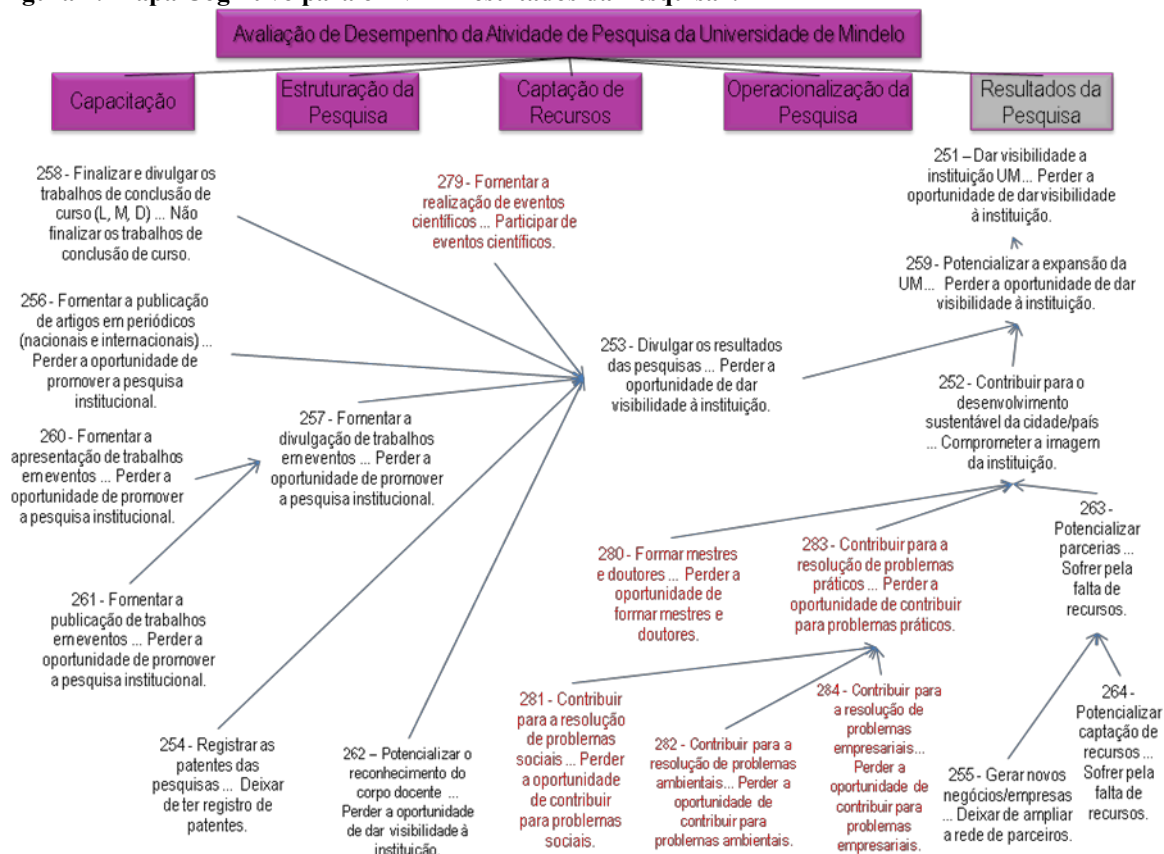 Avaliação de Desempenho da Atividade de Pesquisa da Universidade de Mindelo
Capacitação
Estruturação da
Pesquisa
Captação de
Recursos
Operacionalização da
Pesquisa
Resultados da
Pesquisa
258 - Finalizar e divulgar os
trabalhos de conclusão de
curso (L, M, D) ... Não
finalizar os trabalhos de
conclusão de curso.
279 - Fomentar a
realização de eventos
científicos ... Participar de
eventos científicos.
251 – Dar visibilidade a
instituição UM... Perder a
oportunidade de dar visibilidade
à instituição.
259 - Potencializar a expansão da
UM... Perder a oportunidade de dar
visibilidade à instituição.
256 - Fomentar a publicação
de artigos em periódicos
(nacionais e internacionais) ...
Perder a oportunidade de
promover a pesquisa
institucional.
253 - Divulgar os resultados
das pesquisas ... Perder a
oportunidade de dar
visibilidade à instituição.
252 - Contribuir para o
desenvolvimento
sustentável da cidade/país
... Comprometer a imagem
da instituição.
257 - Fomentar a
divulgação de trabalhos
em eventos ... Perder a
oportunidade de promover
a pesquisa institucional.
260 - Fomentar a
apresentação de trabalhos
em eventos ... Perder a
oportunidade de promover
a pesquisa institucional.
263 -
Potencializar
parcerias ...
Sofrer pela
falta de
recursos.
280 - Formar mestres
e doutores ... Perder a
oportunidade de
formar mestres e
doutores.
283 - Contribuir para a
resolução de problemas
práticos ... Perder a
oportunidade de contribuir
para problemas práticos.
261 - Fomentar a
publicação de trabalhos
em eventos ... Perder a
oportunidade de promover
a pesquisa institucional.
254 - Registrar as
patentes das
pesquisas ... Deixar
de ter registro de
patentes.
262 – Potencializar o
reconhecimento do
corpo docente ...
Perder a oportunidade
de dar visibilidade à
instituição.
281 - Contribuir
para a resolução
de problemas
sociais ... Perder
a oportunidade
de contribuir
para problemas
sociais.
282 - Contribuir para a
resolução de problemas
ambientais... Perder a
oportunidade de
contribuir para
problemas ambientais.
284 - Contribuir para
a resolução de
problemas
empresariais...
Perder a
oportunidade de
contribuir para
problemas
empresariais.
255 - Gerar novos
negócios/empresas
... Deixar de ampliar
a rede de parceiros.
264 -
Potencializar
captação de
recursos ...
Sofrer pela
falta de
recursos.